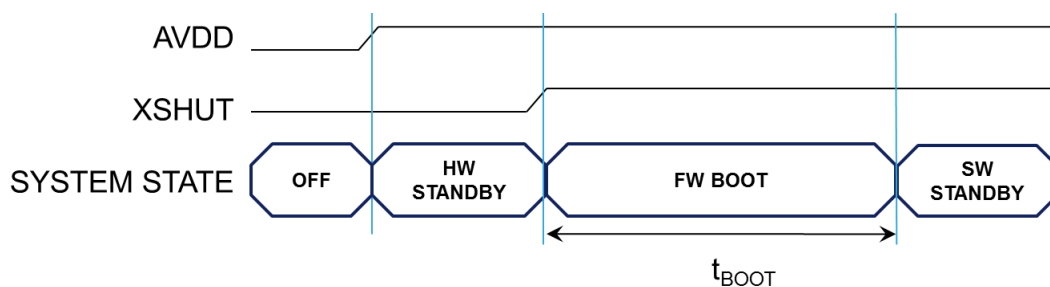 AVDD
XSHUT
SYSTEM STATE
OFF
HW
STANDBY
FW BOOT
SW
STANDBY
tBOOT